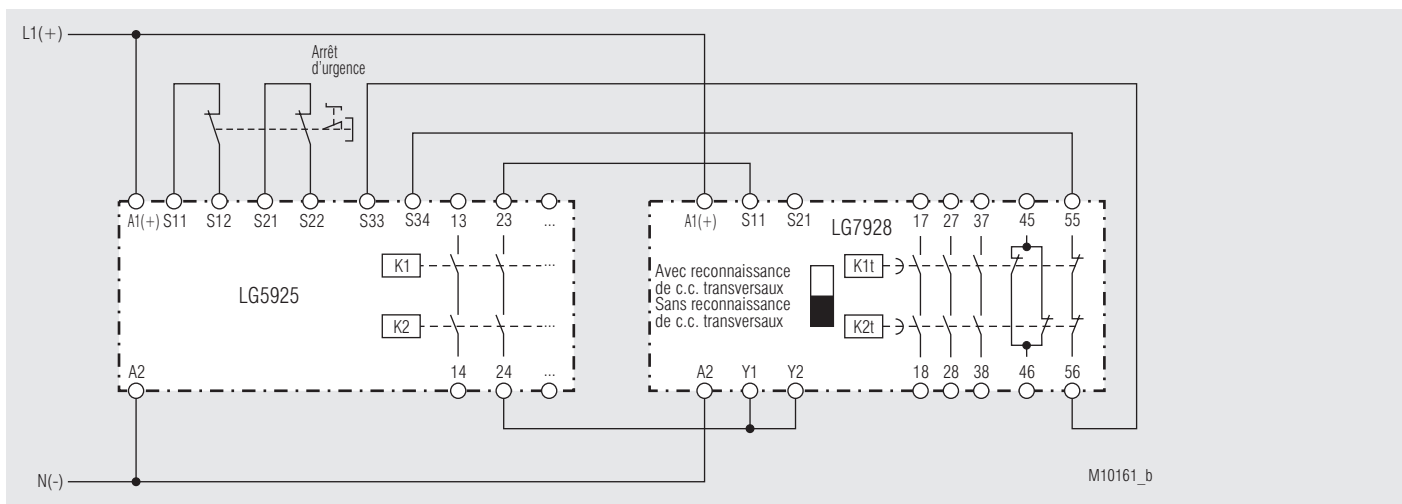 L1(+)
Arrêt
d'urgence
A1(+) S11 S12 S21 S22 S33 S34 13 23 ...
A1(+) S11 S21 17 27 37 45 55
LG7928
K1 ...
K1t
Avec reconnaissance
de c.c. transversaux
LG5925
Sans reconnaissance
de c.c. transversaux
K2 ...
K2t
A2 14 24 ...
A2 Y1 Y2 18 28 38 46 56
N(-)
M10161_b